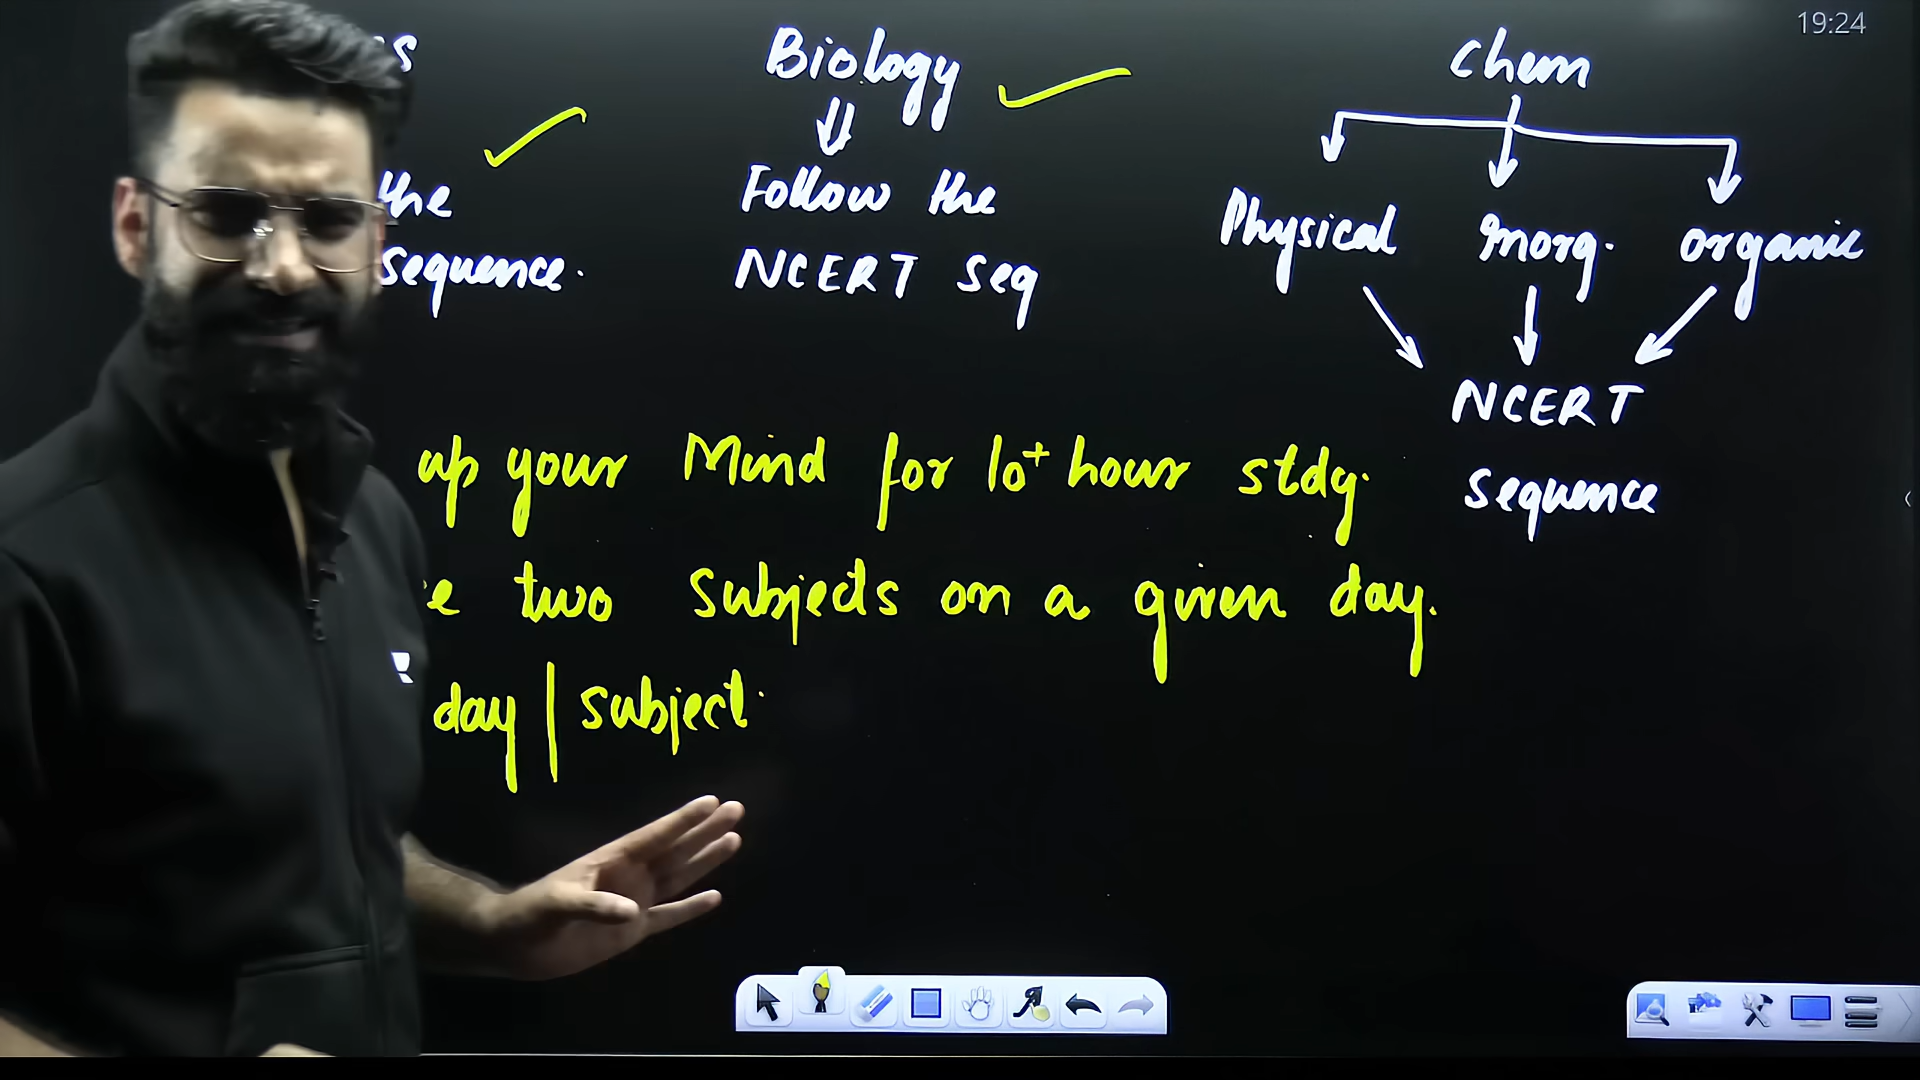 19:24
s
the
sequence.
Biology
Follow the
NCERT seq
Chem
Physical Inorg. organic
NCERT
sequence
up your Mind for 10+ hour stdy.
e two subjects on a given day.
day | subject.